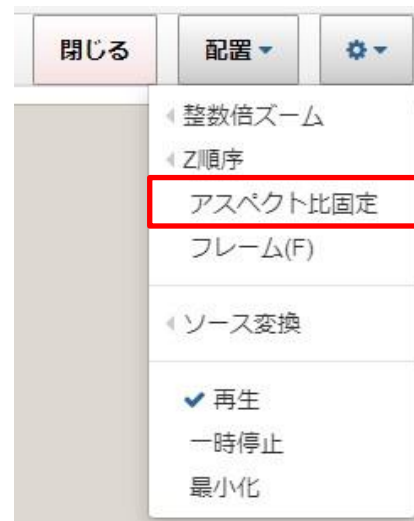 閉じる 配置
整数倍ズーム
Z順序
アスペクト比固定
フレーム(F)
ソース変換
再生
一時停止
最小化